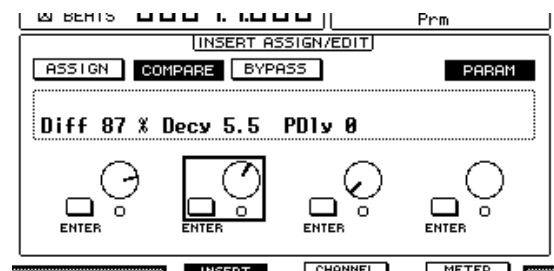 BEATS
Prm
INSERT ASSIGN/EDIT
ASSIGN COMPARE BYPASS PARAM
Diff 87 % Decy 5.5 PDly 0
ENTER ENTER ENTER ENTER
INSERT CHANNEL METER